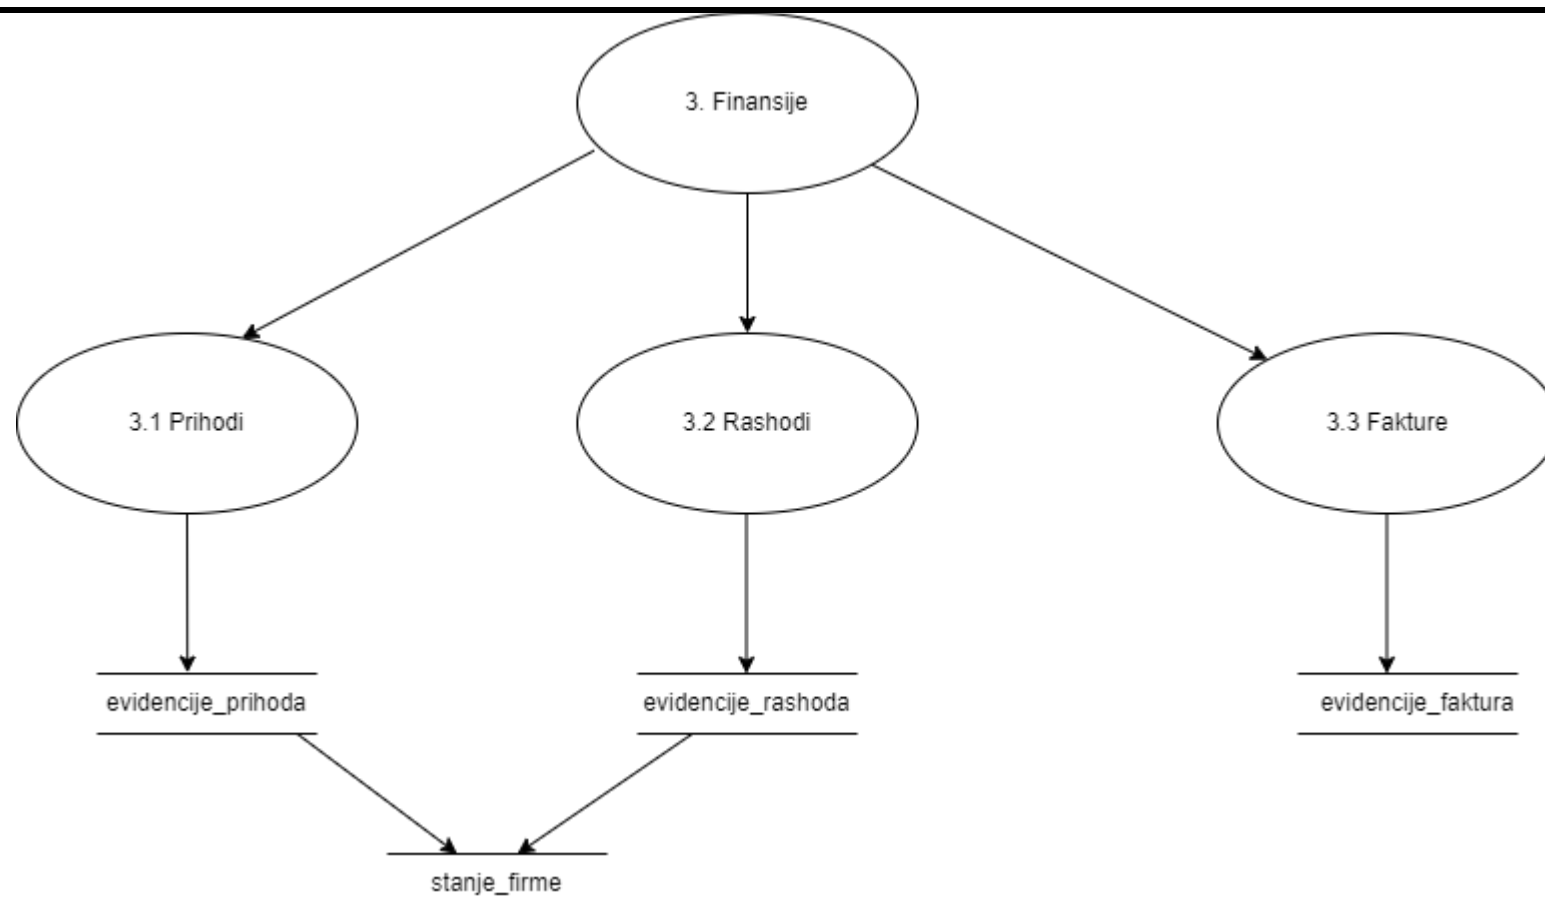 3. Finansije
3.1 Prihodi
3.2 Rashodi
3.3 Fakture
evidencije_prihoda
evidencije_rashoda
evidencije_faktura
stanje_firme